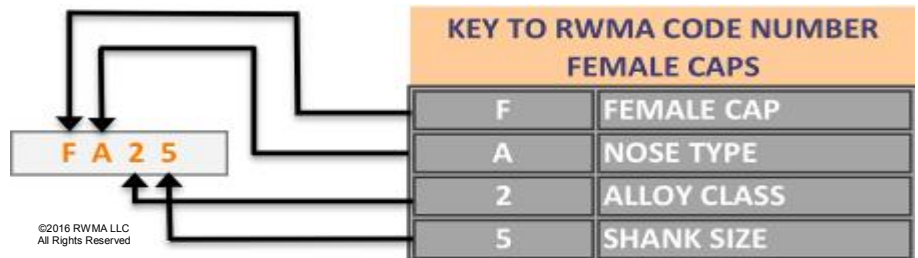 KEY TO RWMA CODE NUMBER
FEMALE CAPS
F FEMALE CAP
A NOSE TYPE
2 ALLOY CLASS
5 SHANK SIZE
F A 2 5
©2016 RWMA LLC
All Rights Reserved